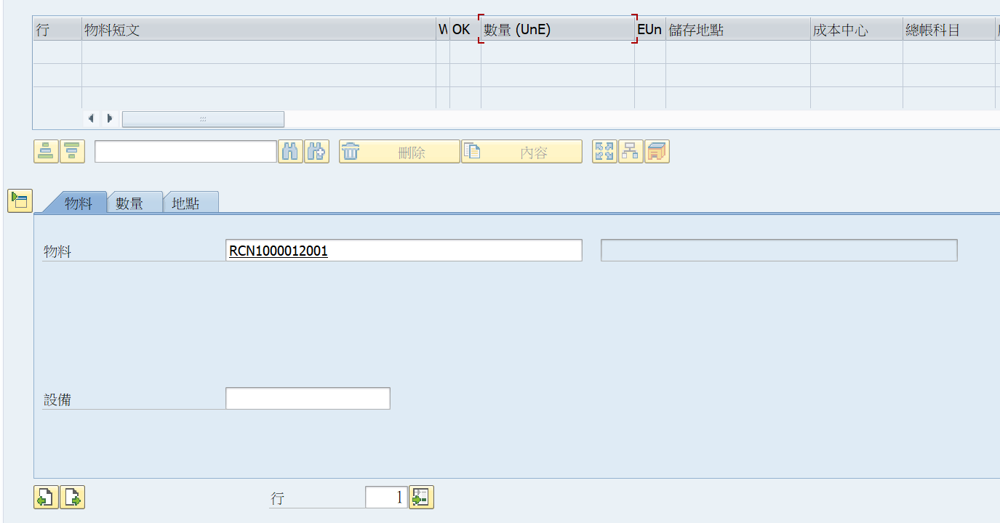 行 物料短文 W OK 數量 (UnE) EUn 儲存地點 成本中心 總帳科目
刪除 內容
物料 數量 地點
物料 RCN1000012001
設備
行 1